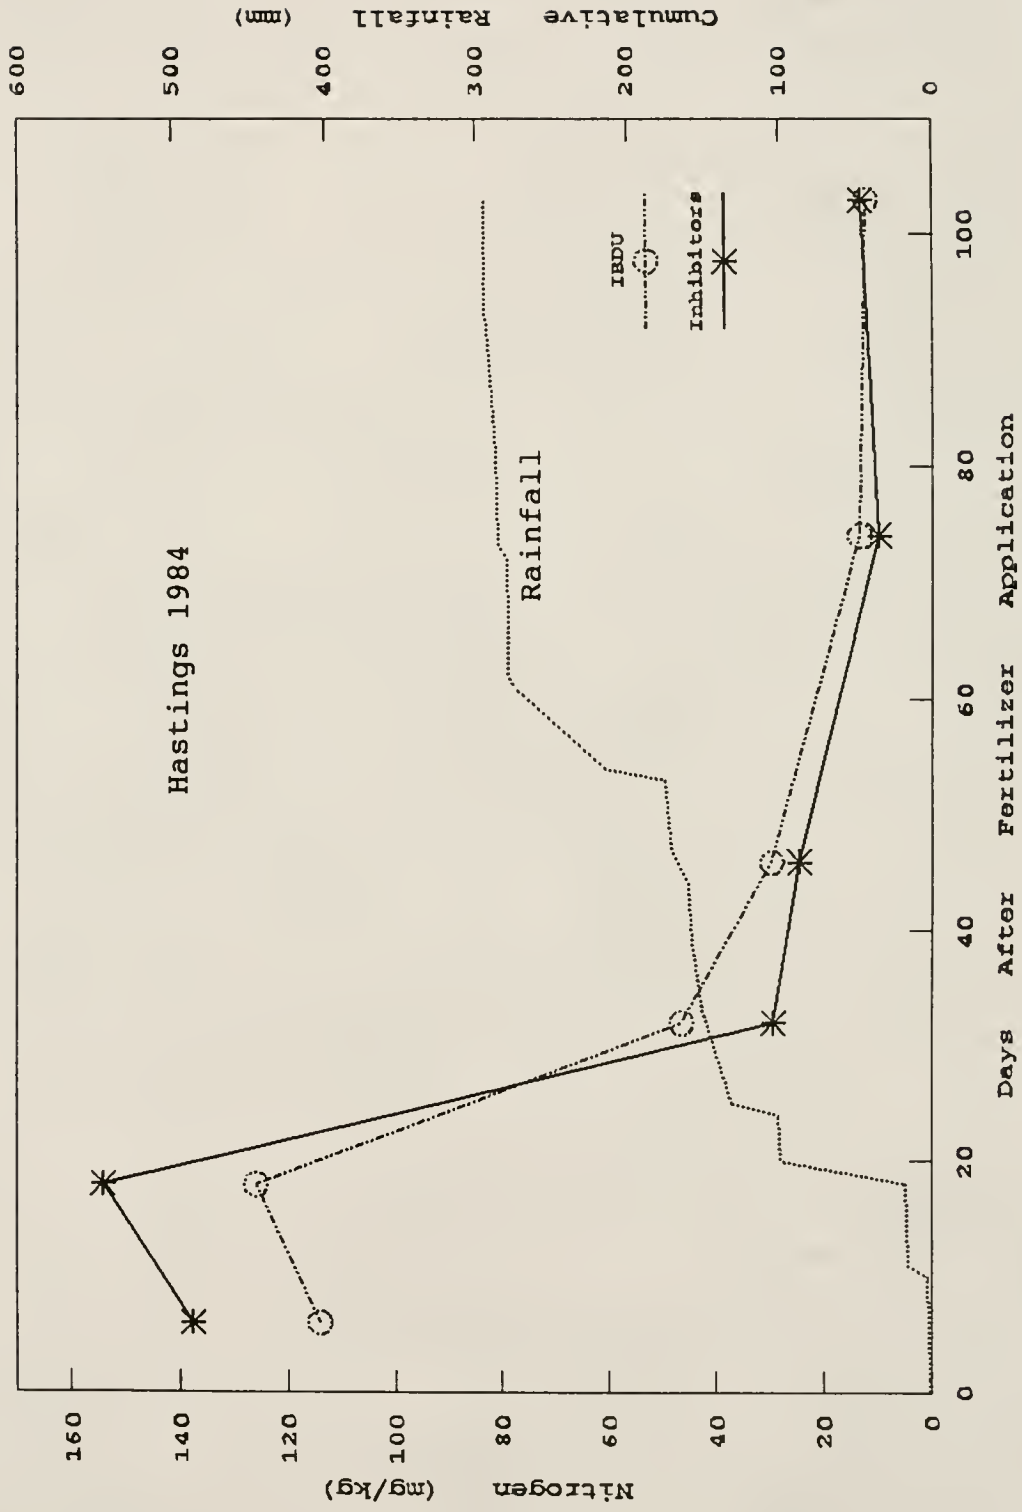 Hastings 1984
Nitrogen (mg/kg)
160
140
120
100
80
60
40
20
0
Cumulative Rainfall (mm)
600
500
400
300
200
100
0
IBDU
Inhibitors
Rainfall
0 20 40 60 80 100
Days After Fertilizer Application